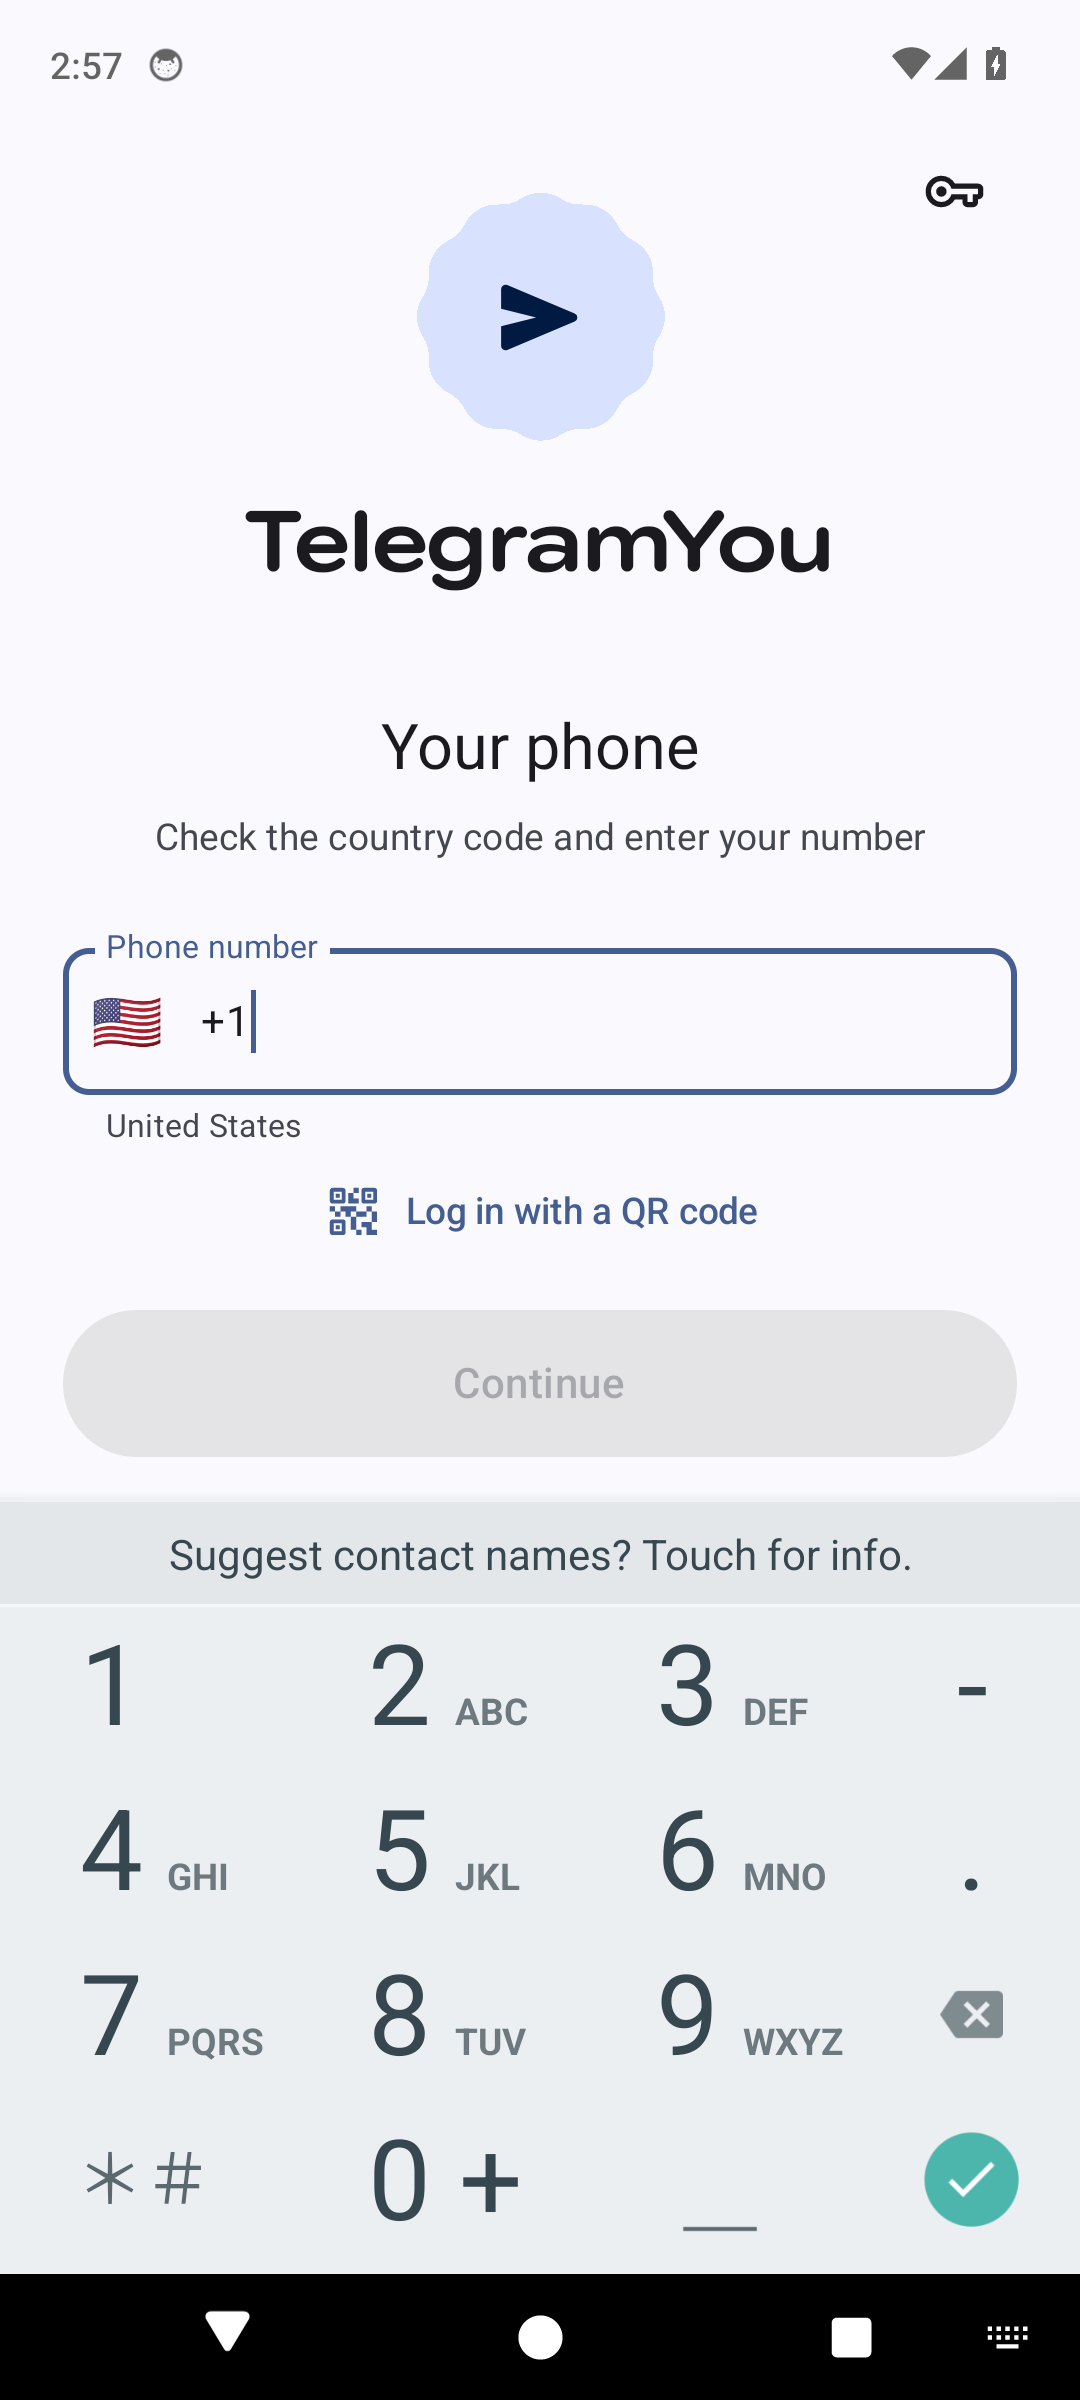 2:57
TelegramYou
Your phone
Check the country code and enter your number
Phone number
+1
United States
Log in with a QR code
Continue
Suggest contact names? Touch for info.
1 2 ABC 3 DEF -
4 GHI 5 JKL 6 MNO .
7 PQRS 8 TUV 9 WXYZ
* # 0 +